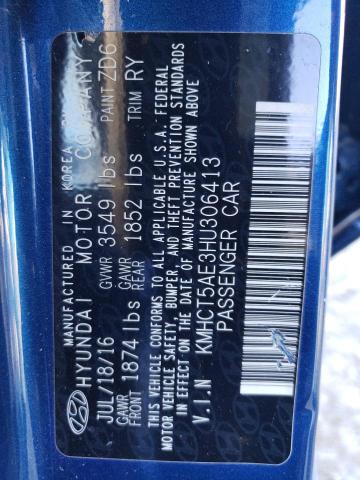 MANUFACTURED IN KOREA
HYUNDAI MOTOR COMPANY
JUL/18/16 GVWR 3549 lbs PAINT ZD6
GAWR FRONT 1874 lbs GAWR REAR 1852 lbs TRIM RY
THIS VEHICLE CONFORMS TO ALL APPLICABLE U.S.A. FEDERAL
MOTOR VEHICLE SAFETY, BUMPER, AND THEFT PREVENTION STANDARDS
IN EFFECT ON THE DATE OF MANUFACTURE SHOWN ABOVE
V.I.N KMHCT5AE3HU306413
PASSENGER CAR